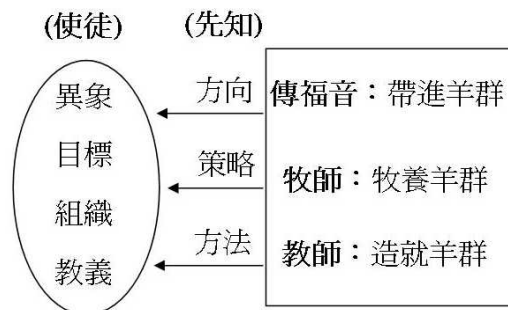 (使徒) (先知)
異象 方向 傳福音：帶進羊群
目標
策略 牧師：牧養羊群
組織
方法 教師：造就羊群
教義